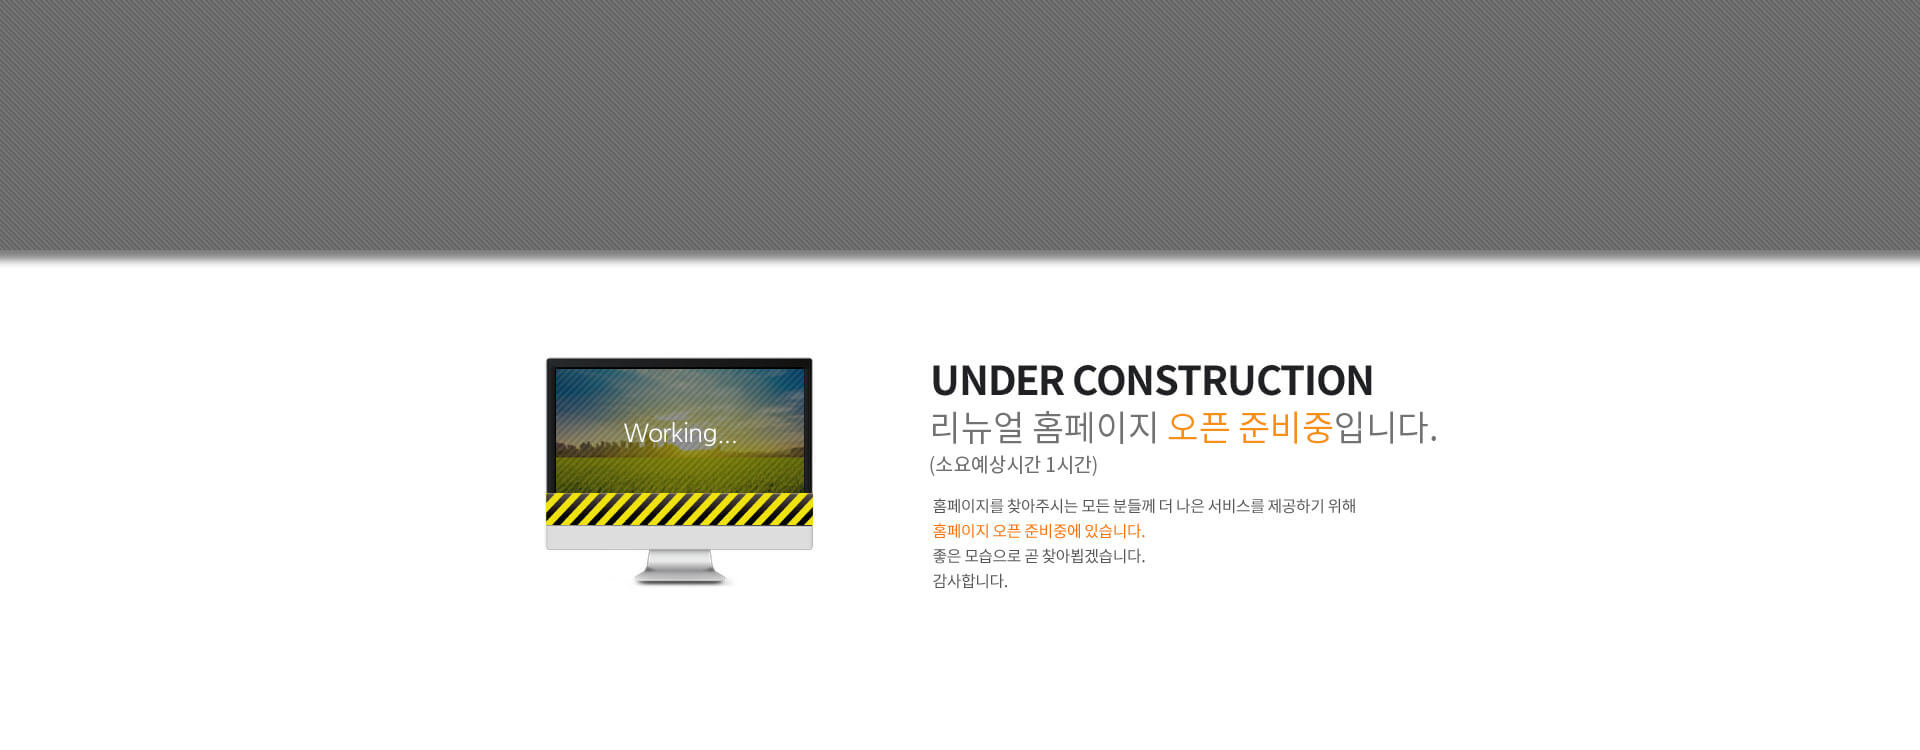 Working...
UNDER CONSTRUCTION
리뉴얼 홈페이지 오픈 준비중입니다.
(소요예상시간 1시간)
홈페이지를 찾아주시는 모든 분들께 더 나은 서비스를 제공하기 위해
홈페이지 오픈 준비중에 있습니다.
좋은 모습으로 곧 찾아뵙겠습니다.
감사합니다.